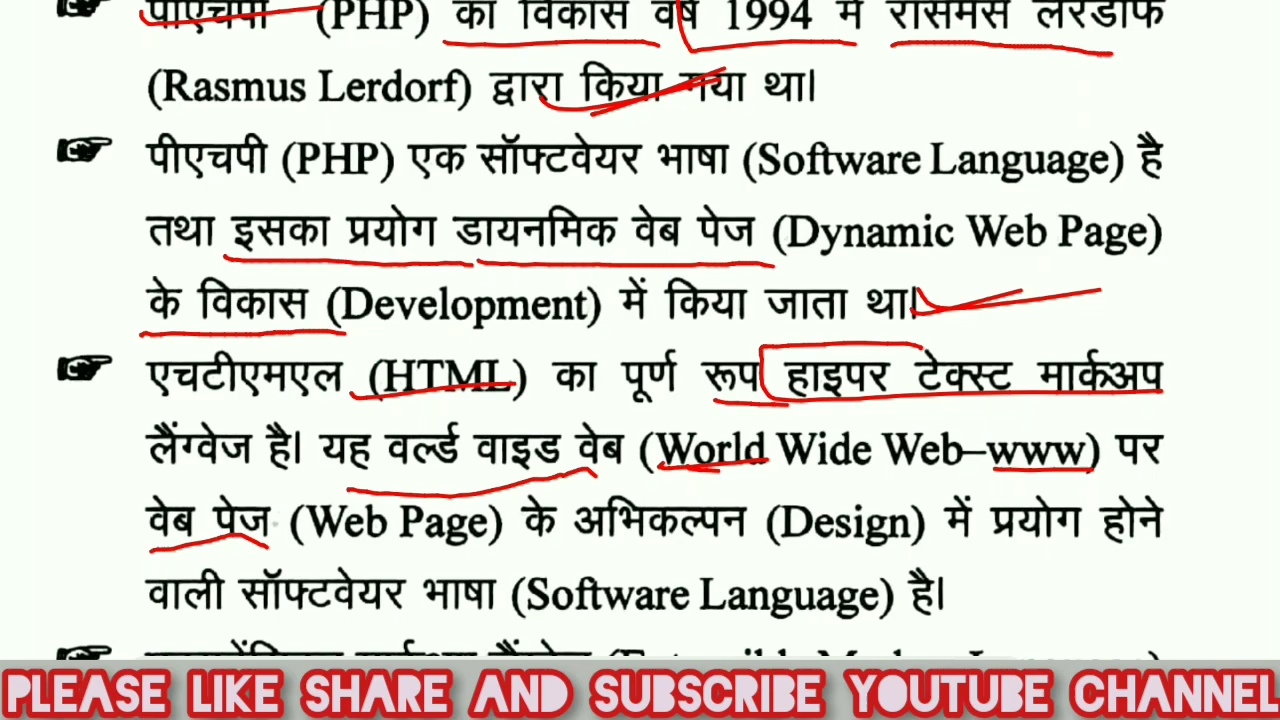 पीएचपी (PHP) का विकास वर्ष 1994 में रासमस लेरडोर्फ
(Rasmus Lerdorf) द्वारा किया गया था।
पीएचपी (PHP) एक सॉफ्टवेयर भाषा (Software Language) है
तथा इसका प्रयोग डायनमिक वेब पेज (Dynamic Web Page)
के विकास (Development) में किया जाता था।
एचटीएमएल (HTML) का पूर्ण रूप हाइपर टेक्स्ट मार्कअप
लैंग्वेज है। यह वर्ल्ड वाइड वेब (World Wide Web–www) पर
वेब पेज (Web Page) के अभिकल्पन (Design) में प्रयोग होने
वाली सॉफ्टवेयर भाषा (Software Language) है।
PLEASE LIKE SHARE AND SUBSCRIBE YOUTUBE CHANNEL